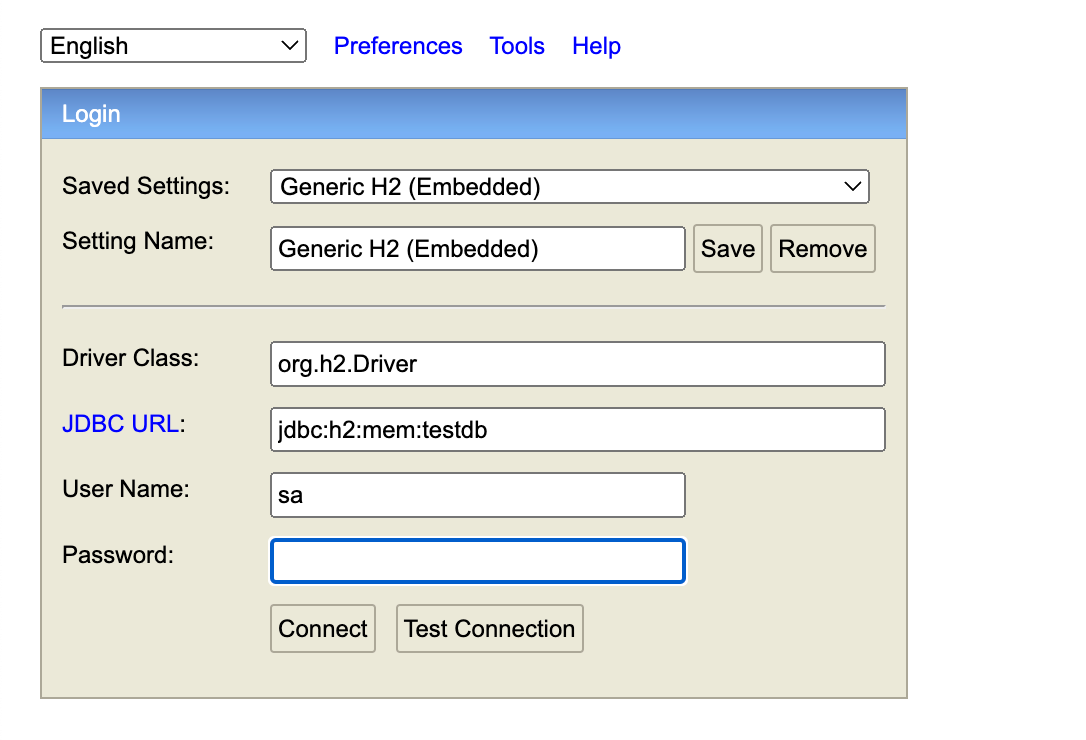 English Preferences Tools Help
Login
Saved Settings: Generic H2 (Embedded)
Setting Name: Generic H2 (Embedded) Save Remove
Driver Class: org.h2.Driver
JDBC URL: jdbc:h2:mem:testdb
User Name: sa
Password:
Connect Test Connection